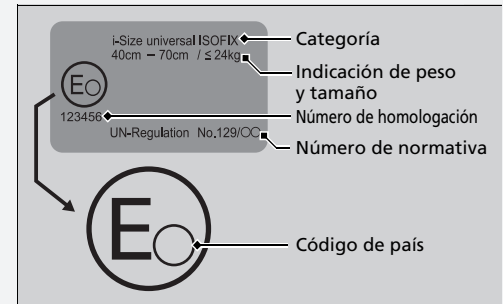 i-Size universal ISOFIX
40cm – 70cm / ≤ 24kg
E
123456
UN-Regulation No.129/○○
Categoría
Indicación de peso
y tamaño
Número de homologación
Número de normativa
E
Código de país